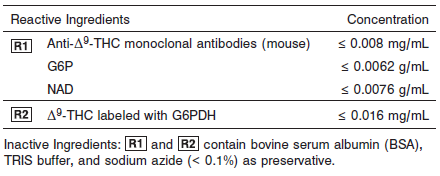 Reactive Ingredients Concentration
R1 Anti-Δ⁹-THC monoclonal antibodies (mouse) ≤ 0.008 mg/mL
G6P ≤ 0.0062 g/mL
NAD ≤ 0.0076 g/mL
R2 Δ⁹-THC labeled with G6PDH ≤ 0.016 mg/mL
Inactive Ingredients: R1 and R2 contain bovine serum albumin (BSA),
TRIS buffer, and sodium azide (< 0.1%) as preservative.